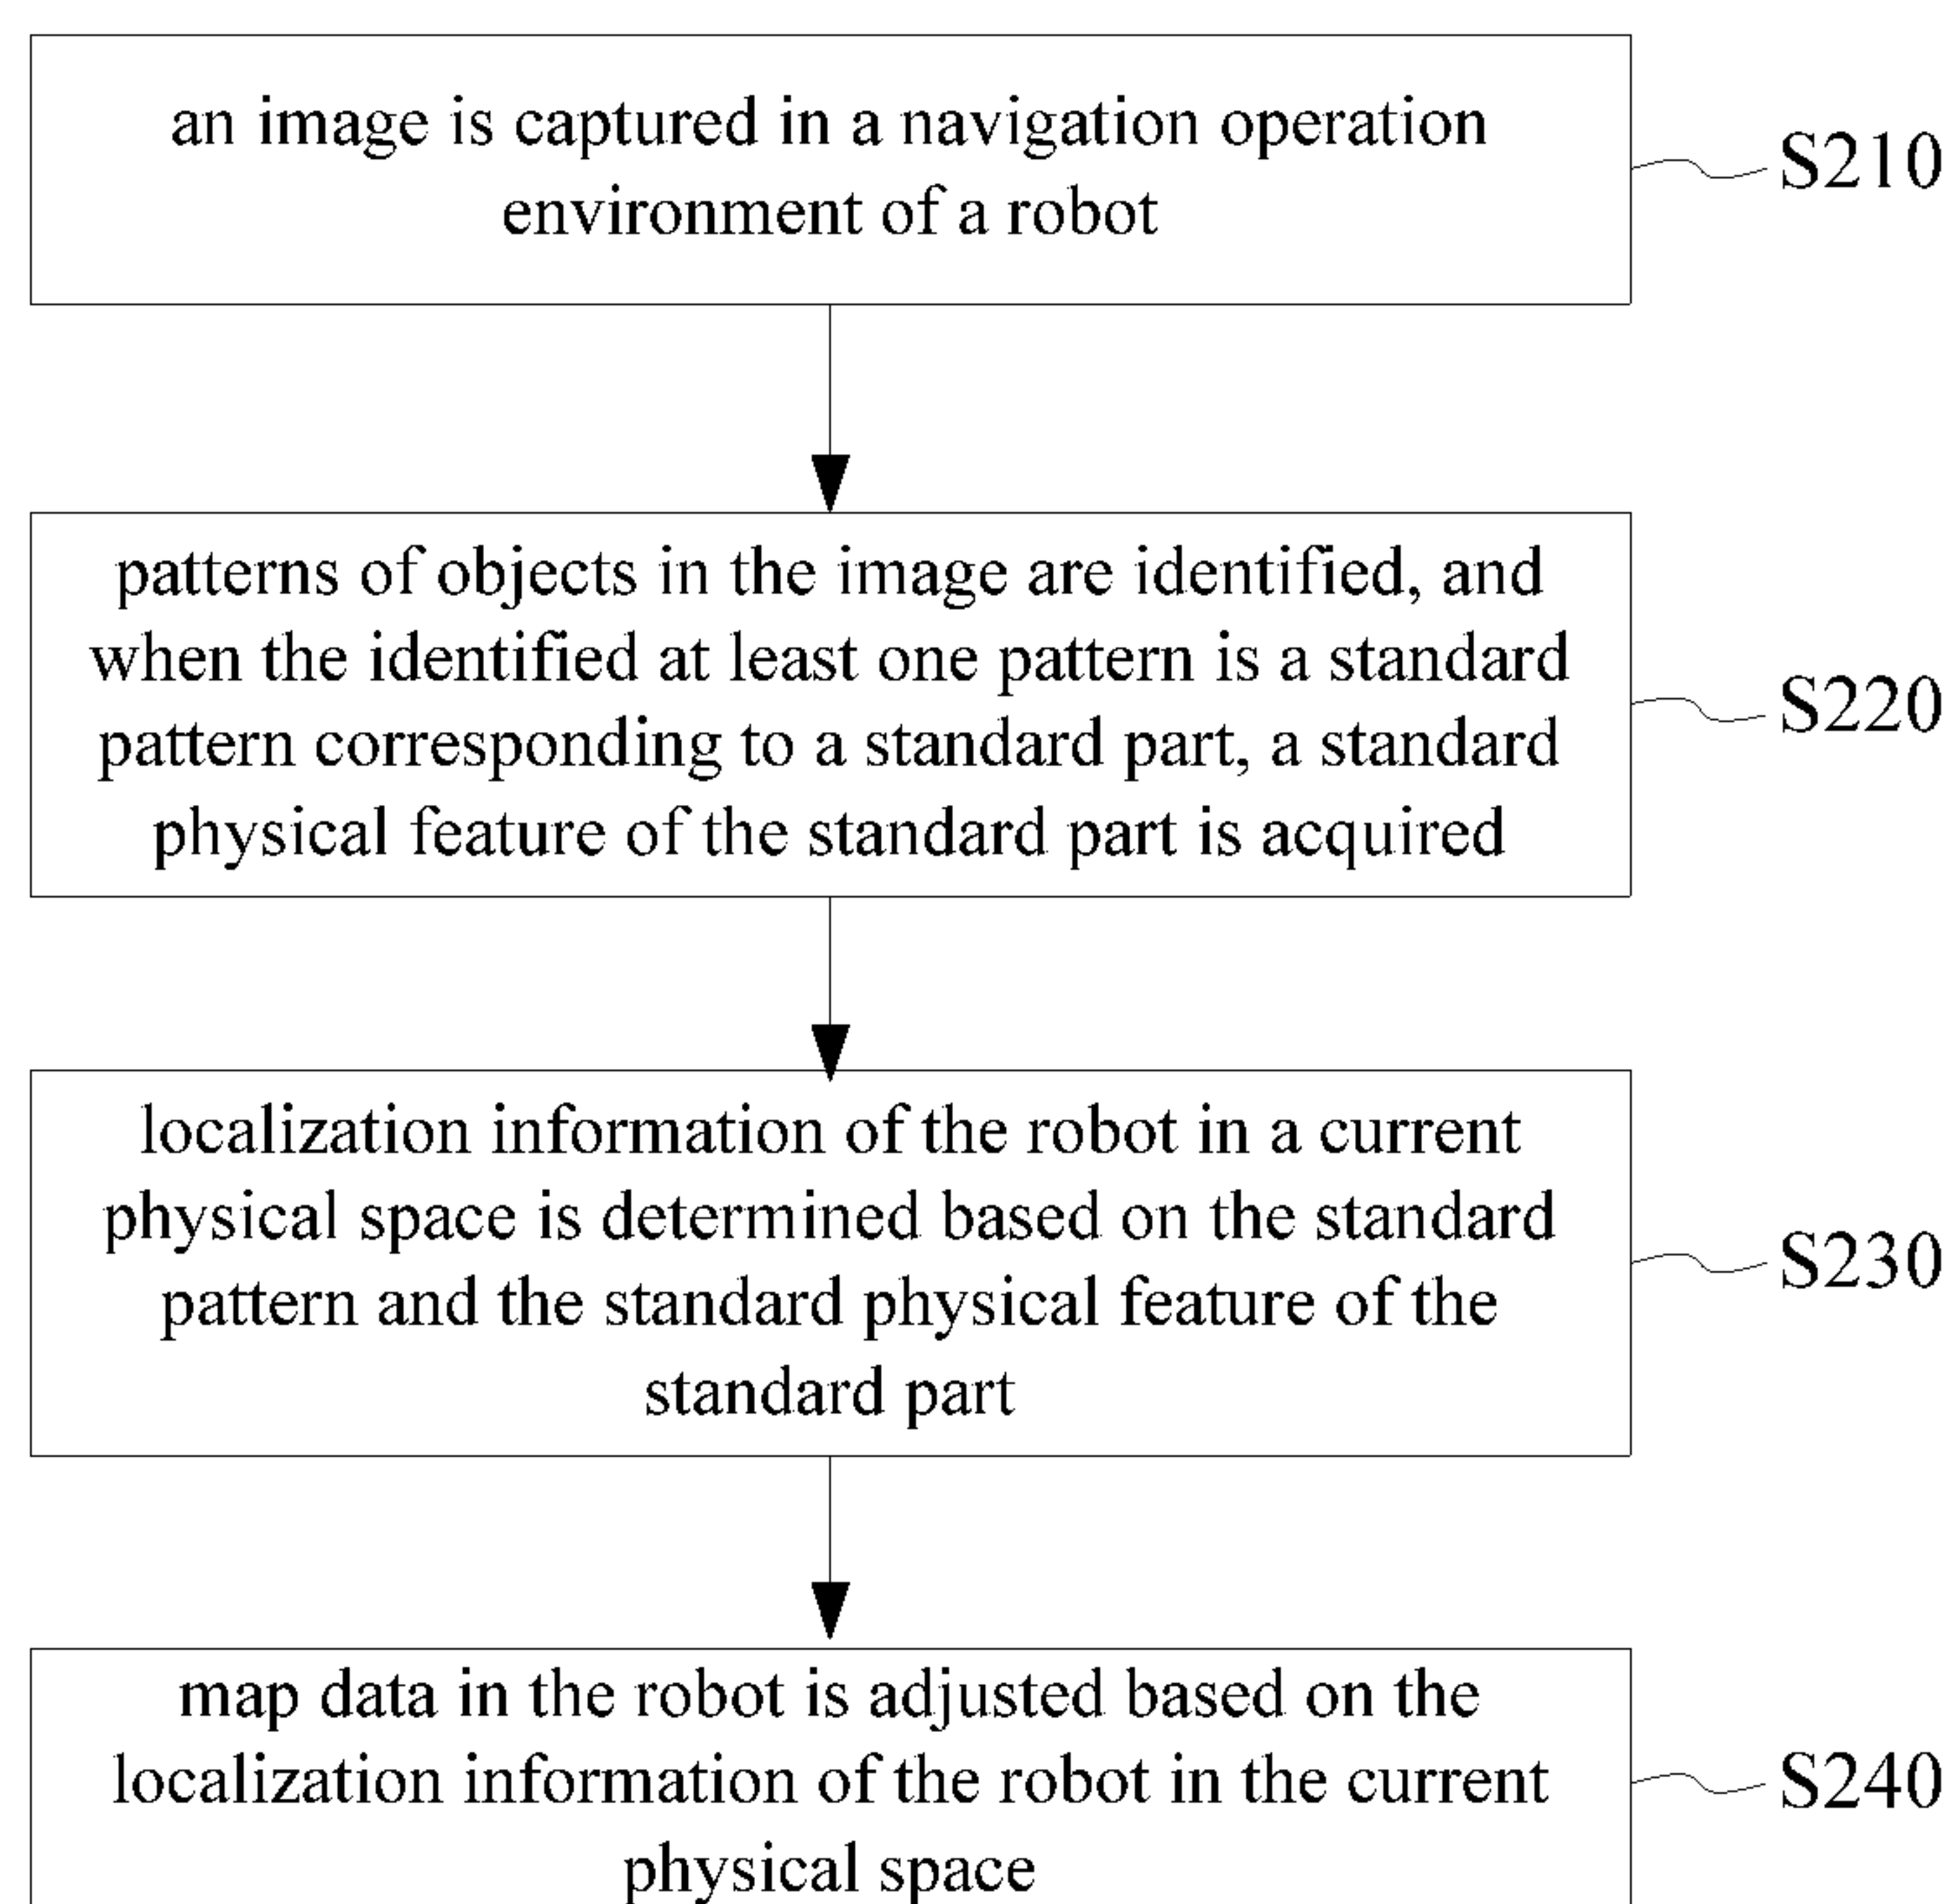 an image is captured in a navigation operation
environment of a robot
S210
patterns of objects in the image are identified, and
when the identified at least one pattern is a standard
pattern corresponding to a standard part, a standard
physical feature of the standard part is acquired
S220
localization information of the robot in a current
physical space is determined based on the standard
pattern and the standard physical feature of the
standard part
S230
map data in the robot is adjusted based on the
localization information of the robot in the current
physical space
S240